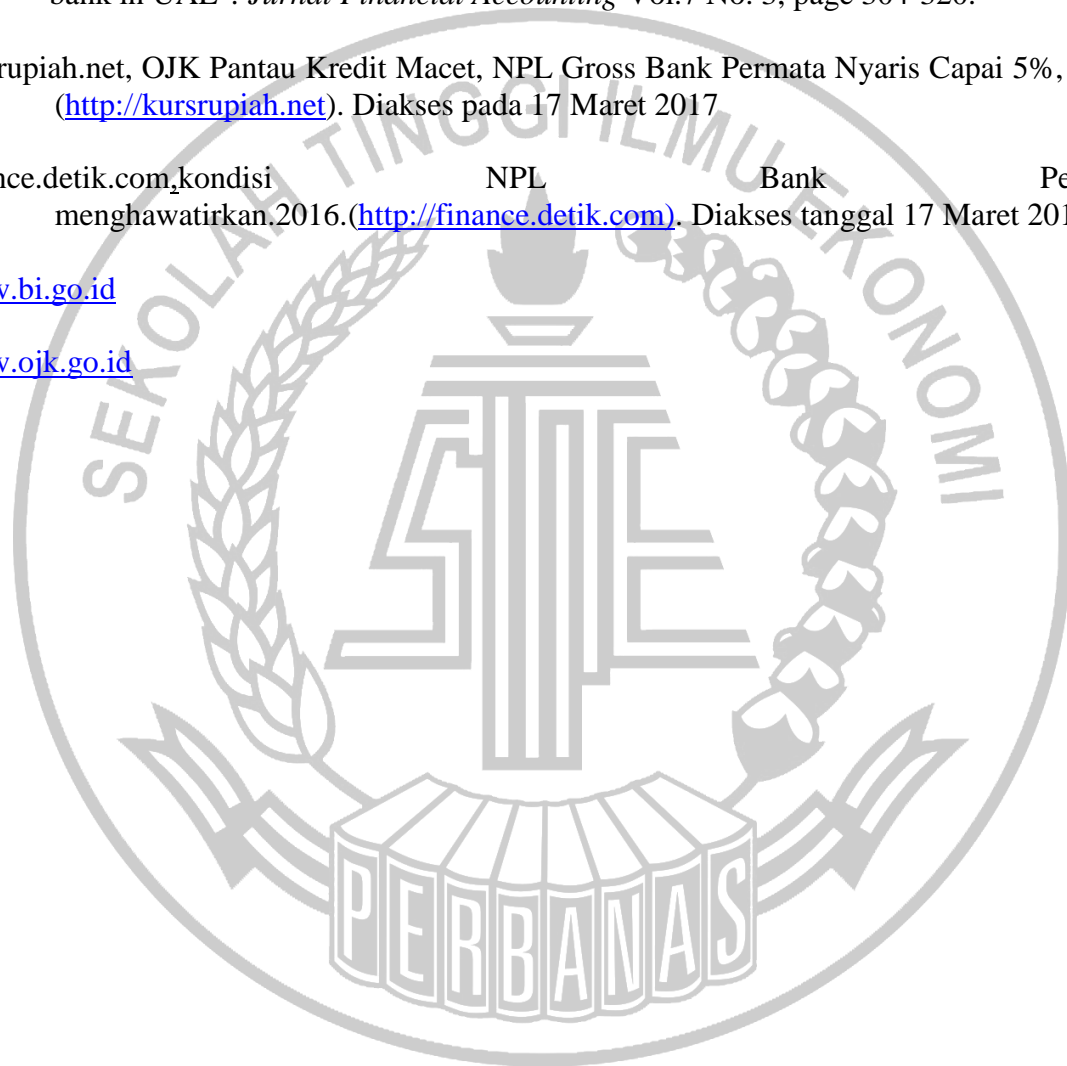 bank in UAE". Jurnal Financial Accounting Vol.7 No. 3, page 304-320.
rupiah.net, OJK Pantau Kredit Macet, NPL Gross Bank Permata Nyaris Capai 5%,
(http://kursrupiah.net). Diakses pada 17 Maret 2017
nce.detik.com,kondisi NPL Bank Pe
menghawatirkan.2016.(http://finance.detik.com). Diakses tanggal 17 Maret 201
w.bi.go.id
w.ojk.go.id
SEKOLAH TINGGI ILMU EKONOMI
STIE
PERBANAS